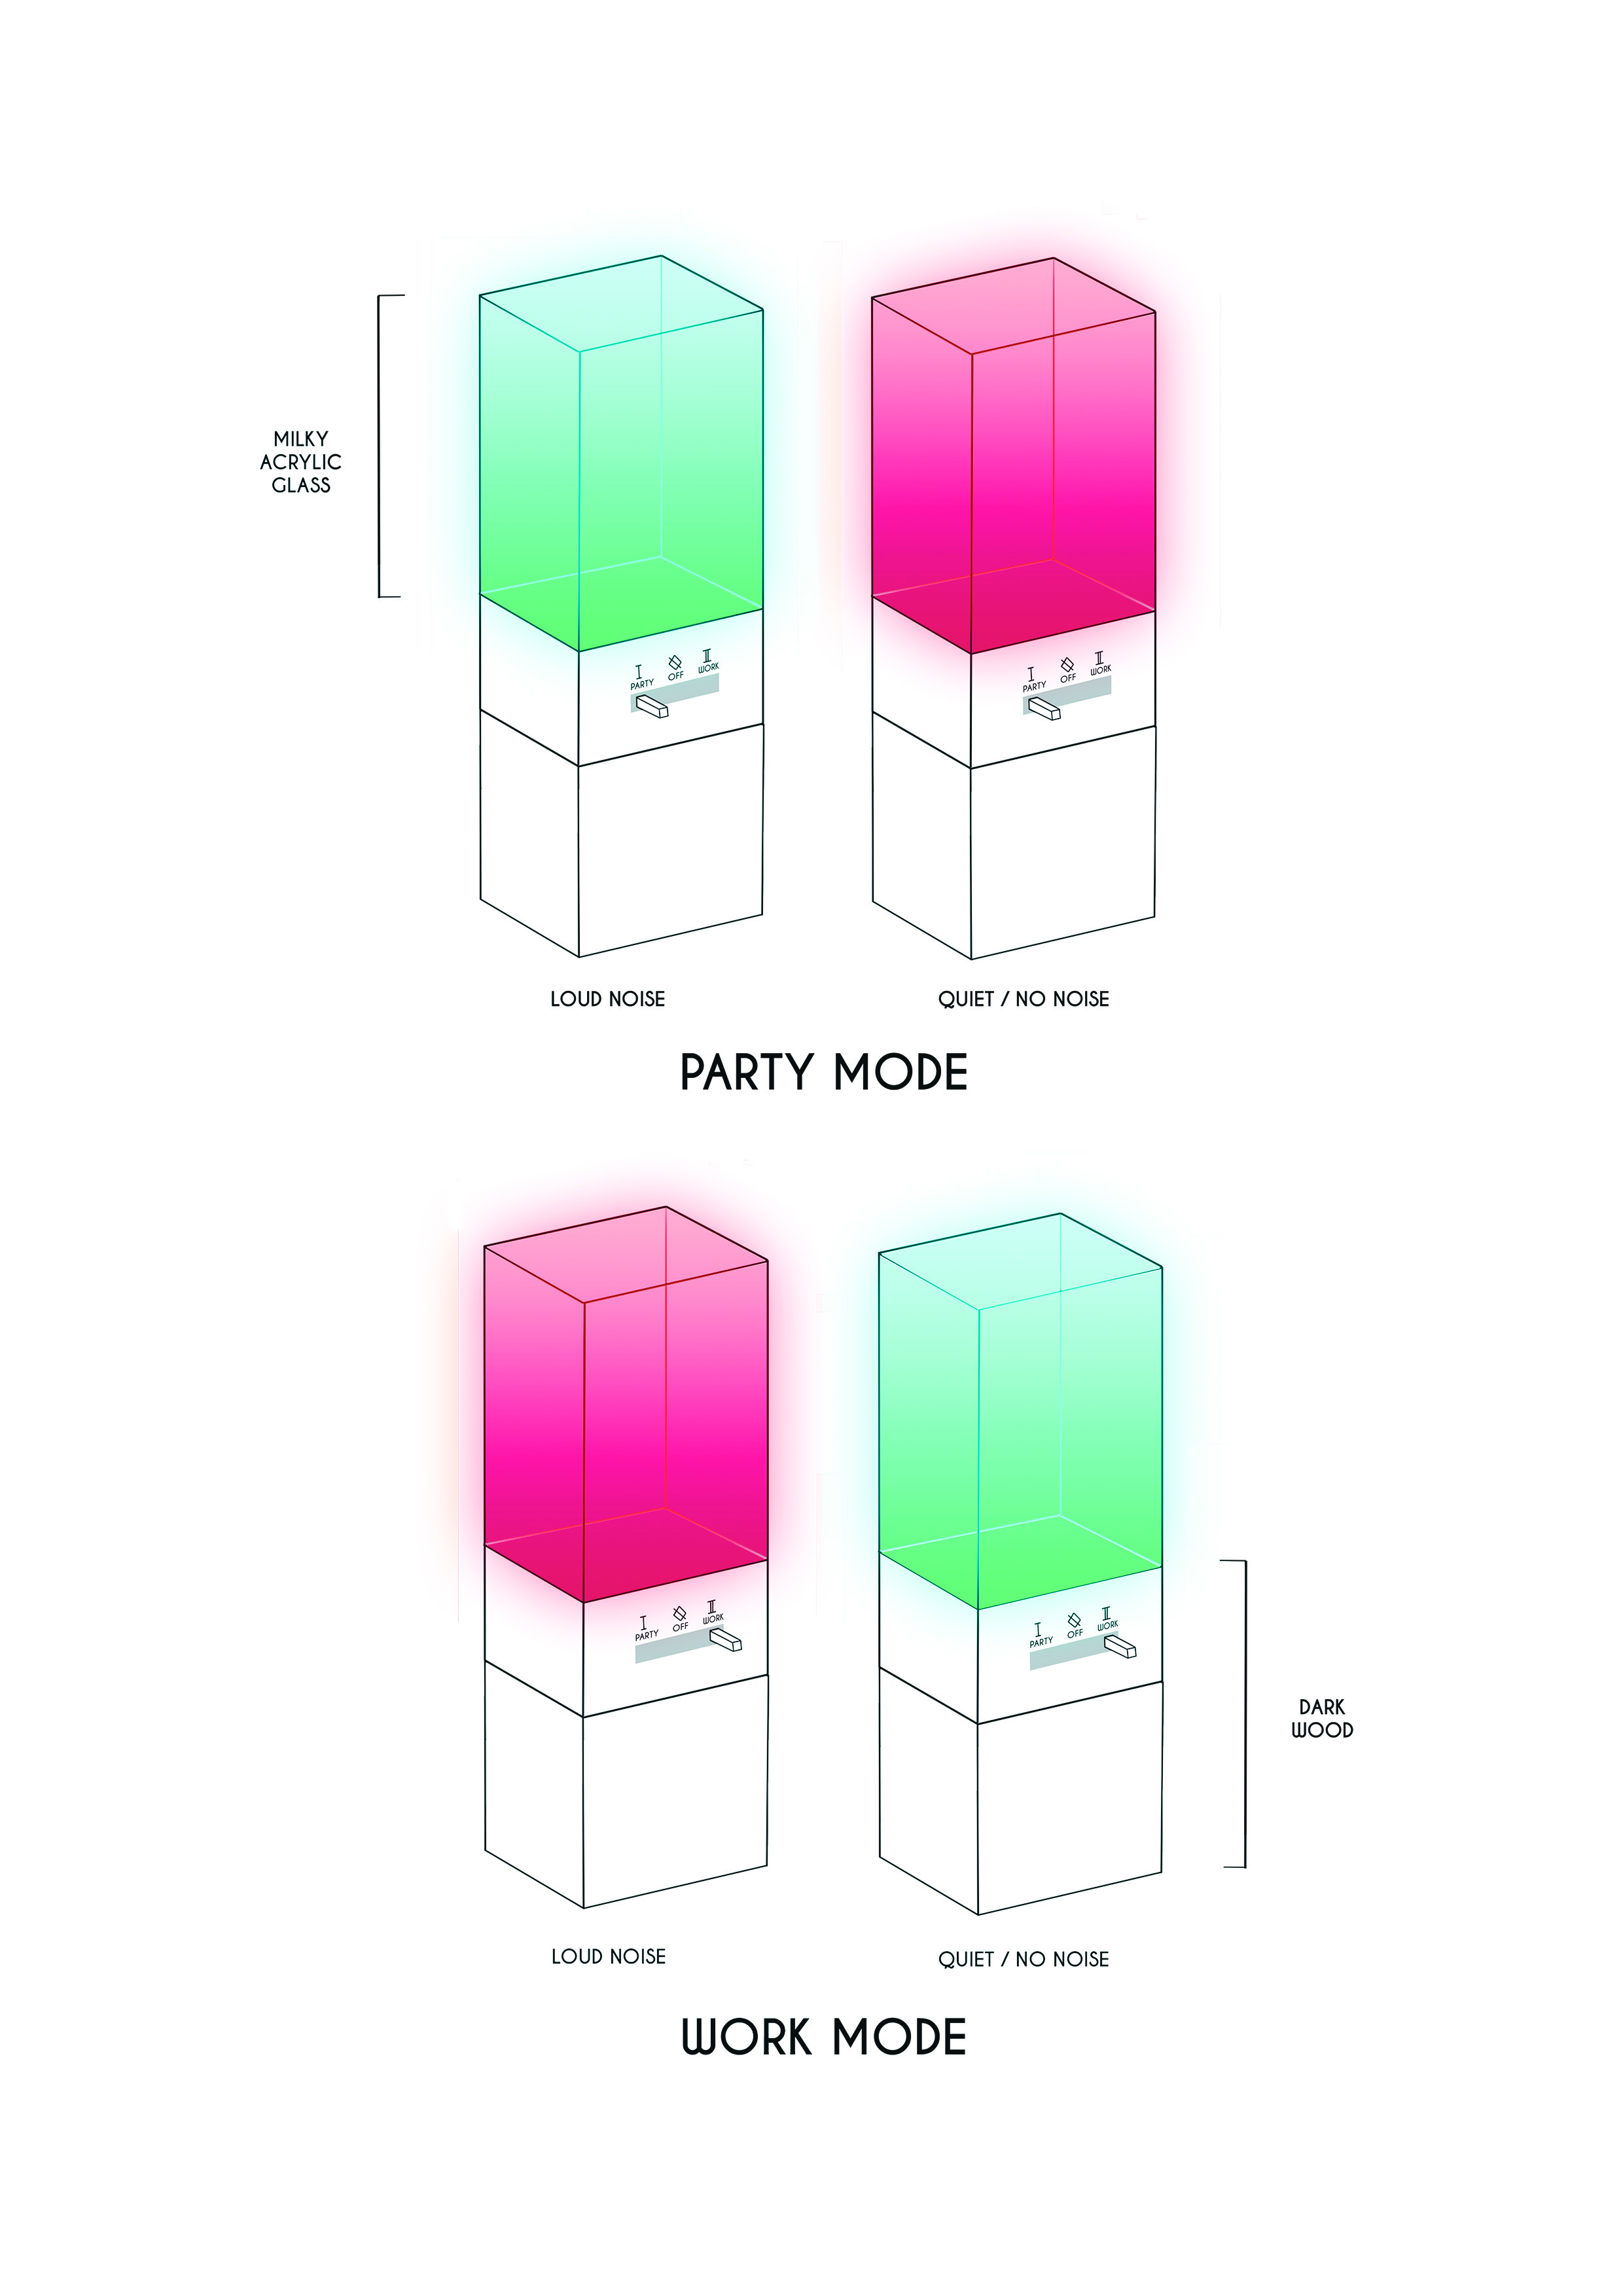 MILKY
ACRYLIC
GLASS
I II
PARTY OFF WORK
I II
PARTY OFF WORK
LOUD NOISE
QUIET / NO NOISE
PARTY MODE
I II
PARTY OFF WORK
I II
PARTY OFF WORK
DARK
WOOD
LOUD NOISE
QUIET / NO NOISE
WORK MODE